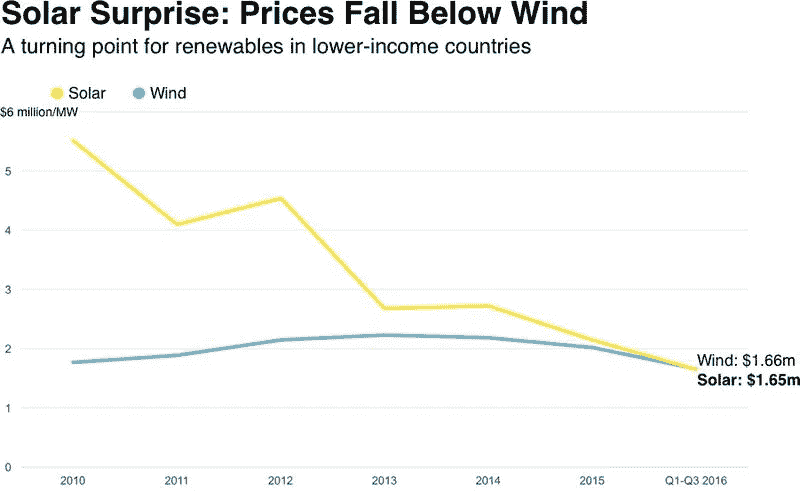 Solar Surprise: Prices Fall Below Wind
A turning point for renewables in lower-income countries
Solar Wind
$6 million/MW
5
4
3
2
Wind: $1.66m
Solar: $1.65m
1
0
2010 2011 2012 2013 2014 2015 Q1-Q3 2016